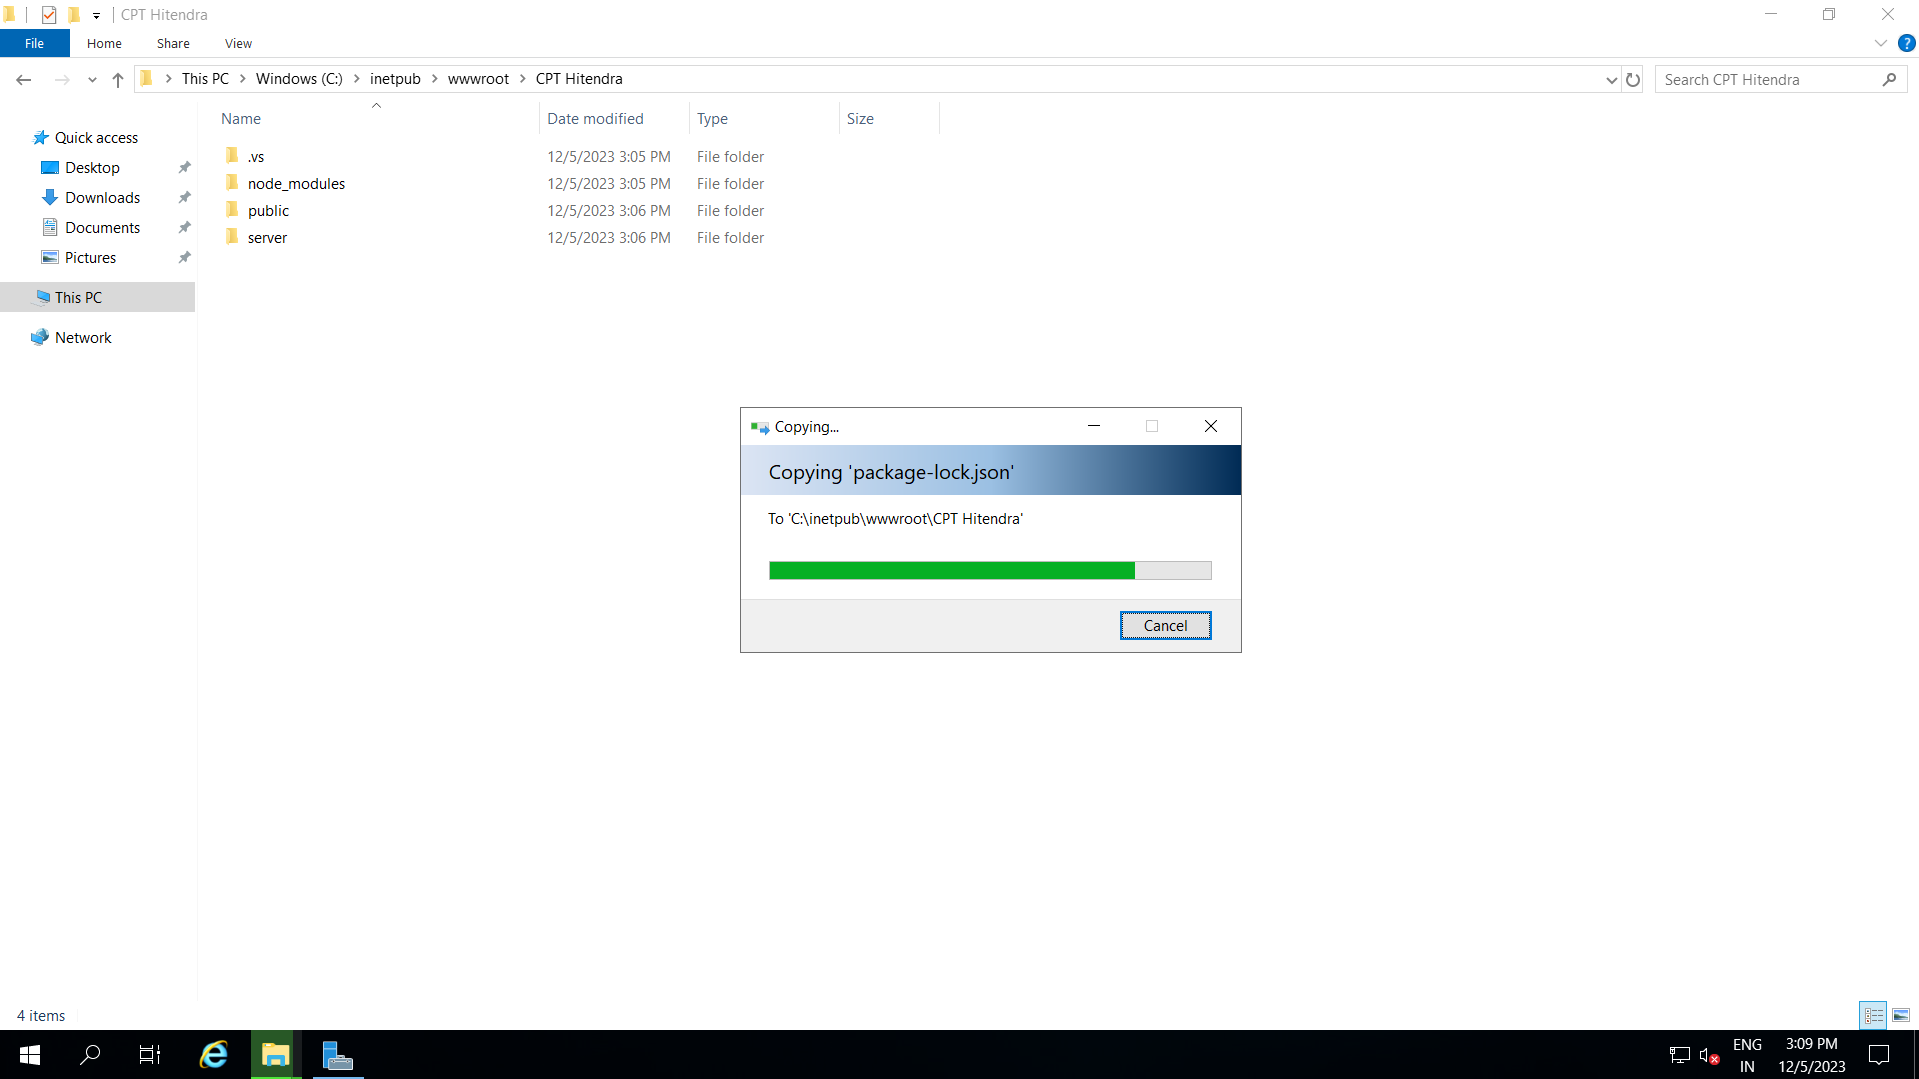 CPT Hitendra
File Home Share View
This PC Windows (C:) inetpub wwwroot CPT Hitendra
Search CPT Hitendra
Name Date modified Type Size
Quick access
Desktop
Downloads
Documents
Pictures
This PC
Network
.vs 12/5/2023 3:05 PM File folder
node_modules 12/5/2023 3:05 PM File folder
public 12/5/2023 3:06 PM File folder
server 12/5/2023 3:06 PM File folder
Copying...
Copying 'package-lock.json'
To 'C:\inetpub\wwwroot\CPT Hitendra'
Cancel
4 items
ENG
IN
3:09 PM
12/5/2023